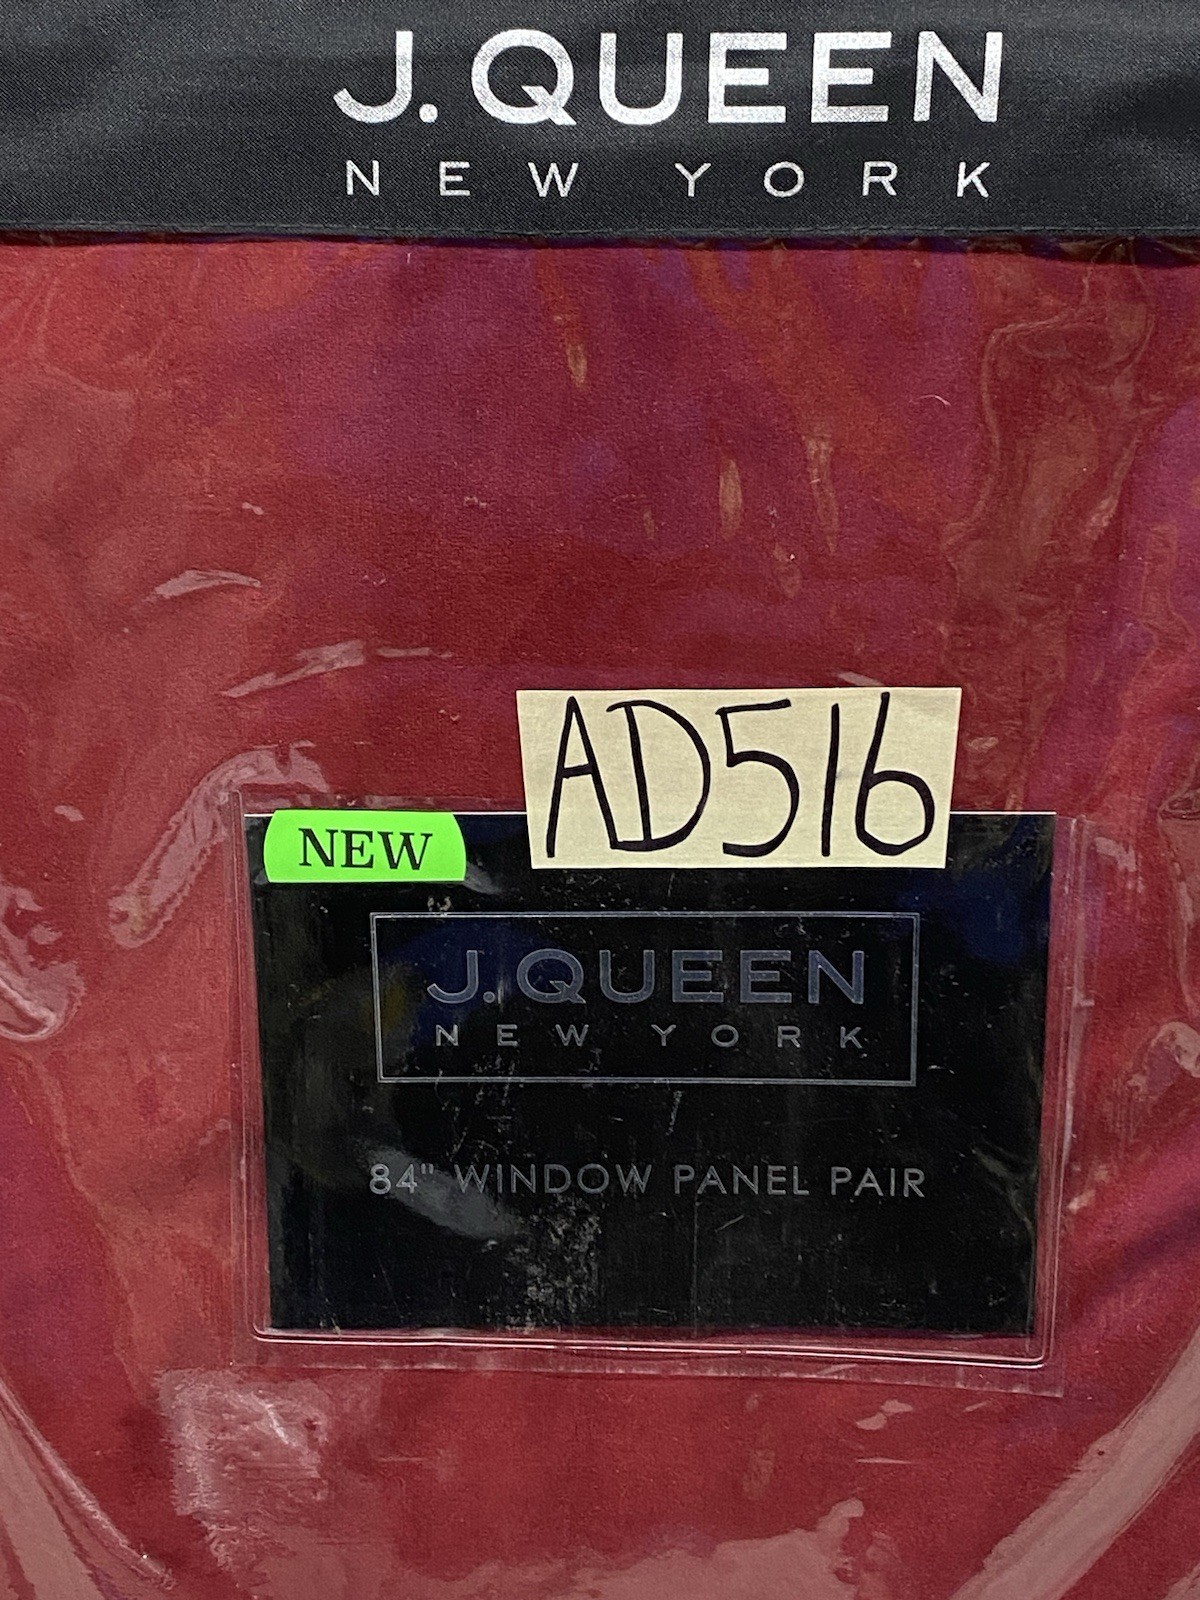 J. QUEEN
NEW YORK
AD516
NEW
J. QUEEN
NEW YORK
84" WINDOW PANEL PAIR